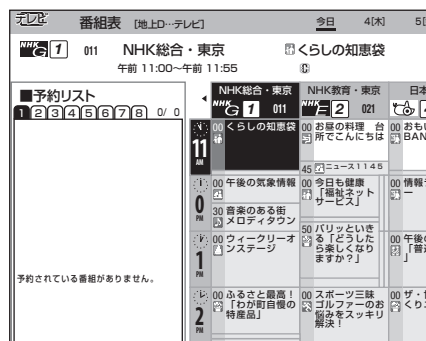 テレビ 番組表 [地上D…テレビ] 今日 4[木] 5[
NHK G 1 011 NHK総合・東京 くらしの知恵袋
午前 11:00〜午前 11:55
■予約リスト
1 2 3 4 5 6 7 8 0/ 0
予約されている番組がありません。
NHK総合・東京 NHK教育・東京 日本
NHK G 1 011 NHK E 2 021 4
11 AM
00 くらしの知恵袋
00 お昼の料理 台
所でこんにちは
45 ニュース1145
00 おもい
BAN
0 PM
00 午後の気象情報
30 音楽のある街
メロディタウン
00 今日も健康
「福祉ネット
サービス」
50 バリッといき
る「どうした
ら楽しくなり
ますか？」
00 情報
ー
1 PM
00 ウィークリーオ
ンステージ
00 午後の
「普通
」
2 PM
00 ふるさと最高！
「わが町自慢の
特産品」
00 スポーツ三昧
ゴルファーのお
悩みをスッキリ
解決！
00 ザ・
くり